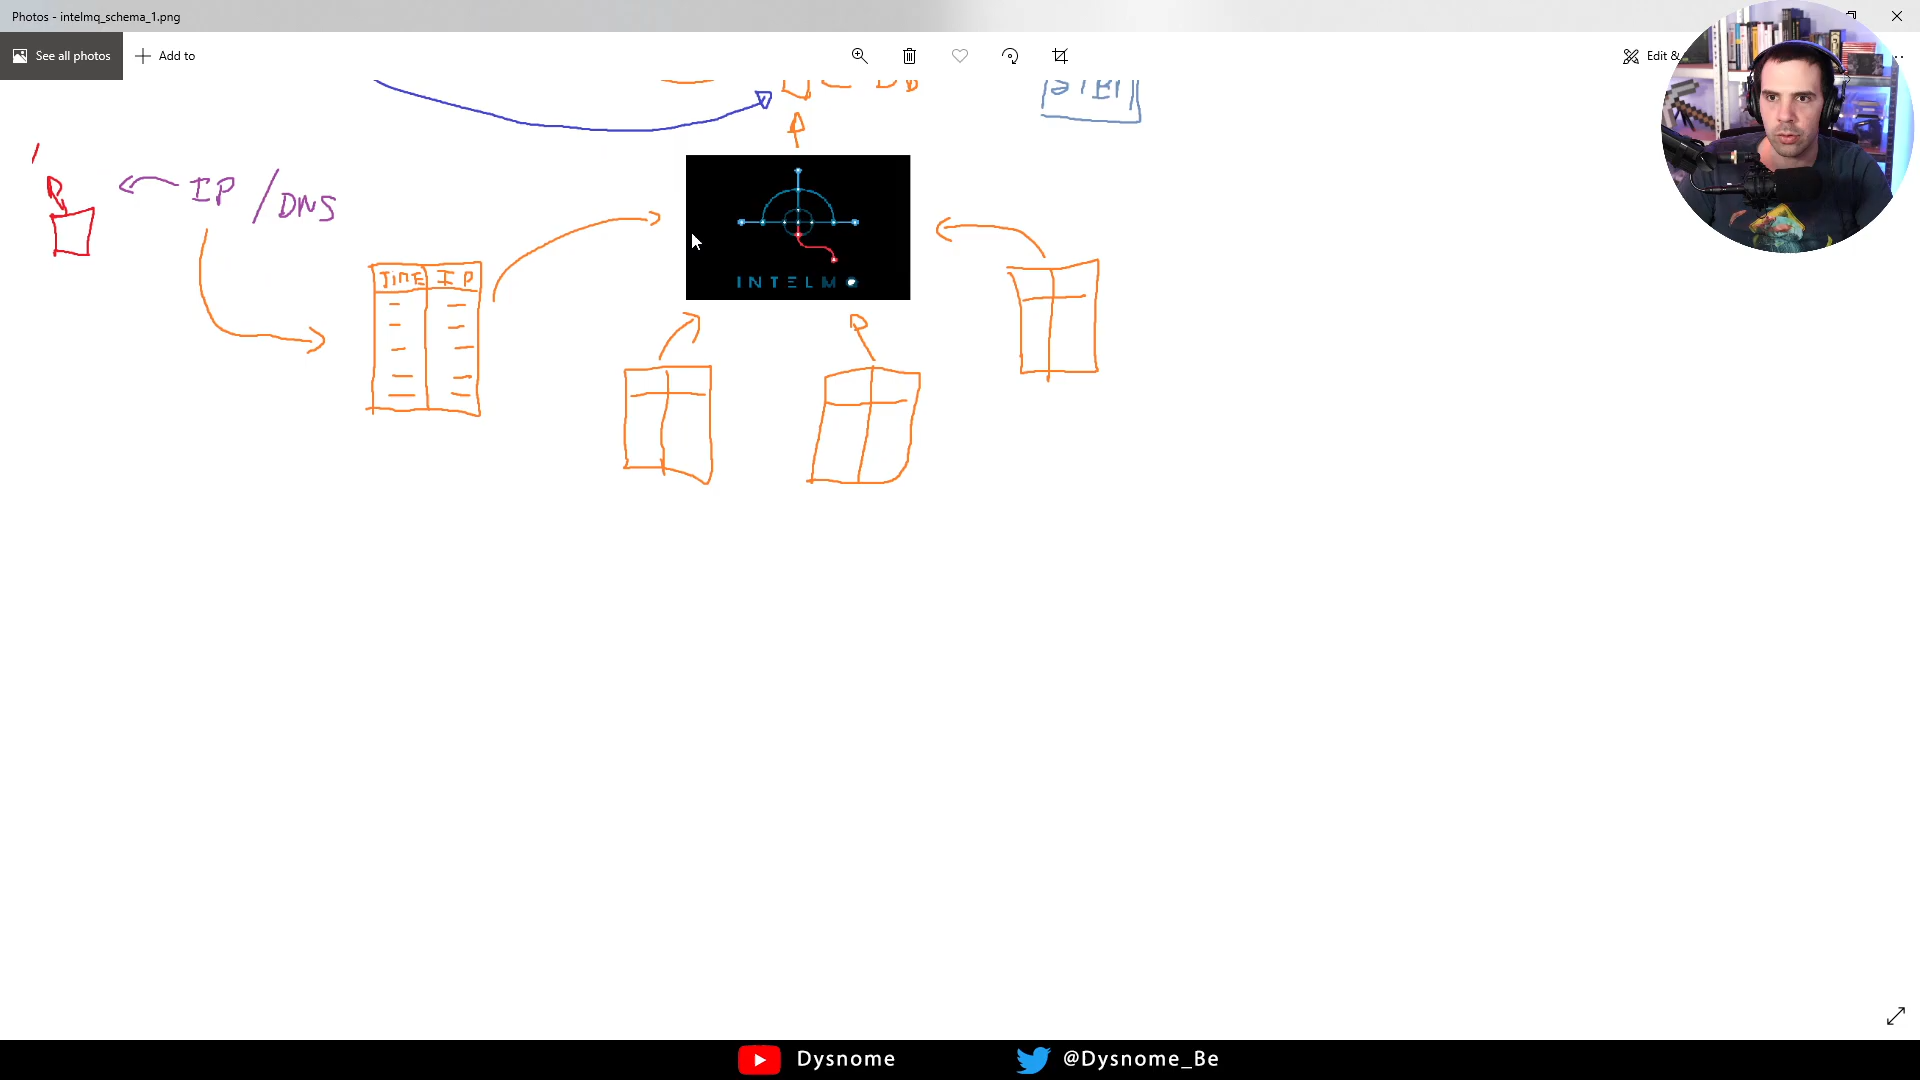 Photos - intelmq_schema_1.png
See all photos
Add to
Edit &
IP / DNS
TIME IP
INTELMQ
Dysnome
@Dysnome_Be